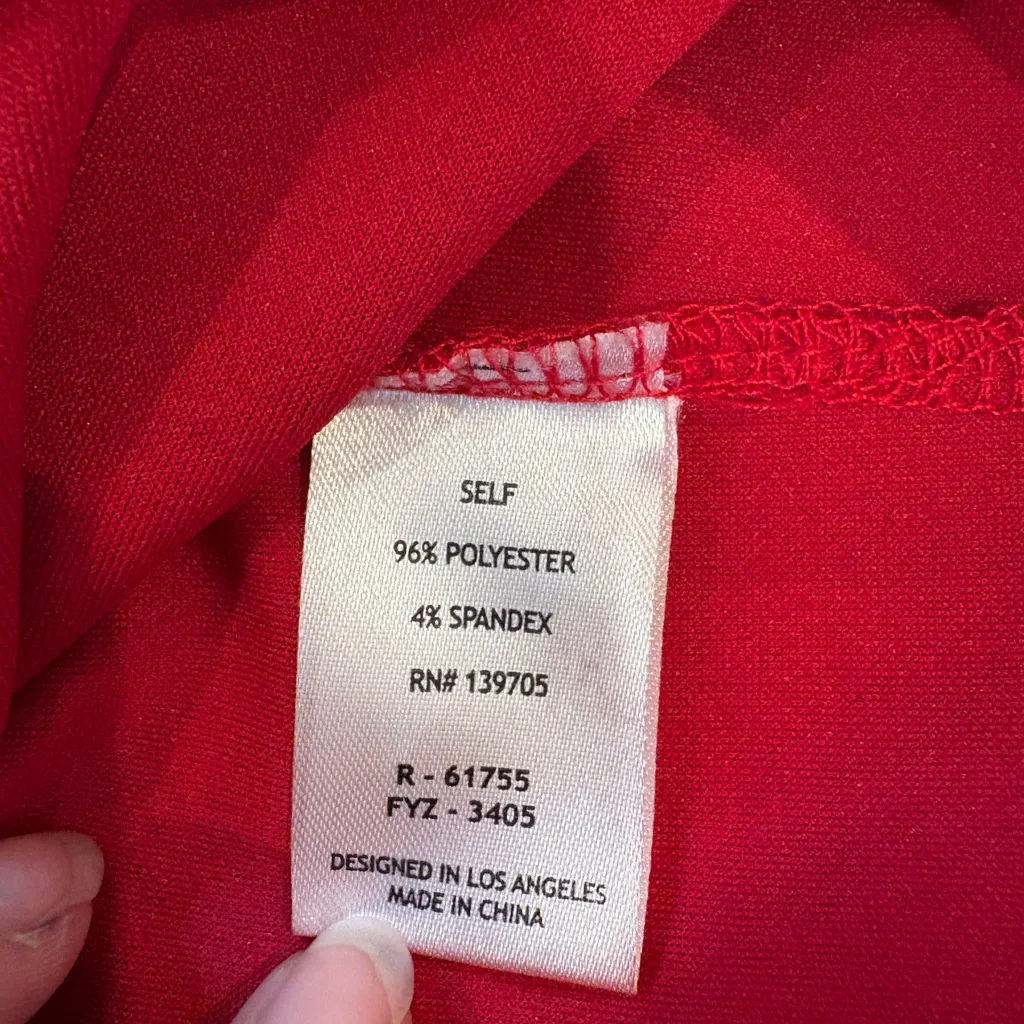 SELF
96% POLYESTER
4% SPANDEX
RN# 139705
R - 61755
FYZ - 3405
DESIGNED IN LOS ANGELES
MADE IN CHINA